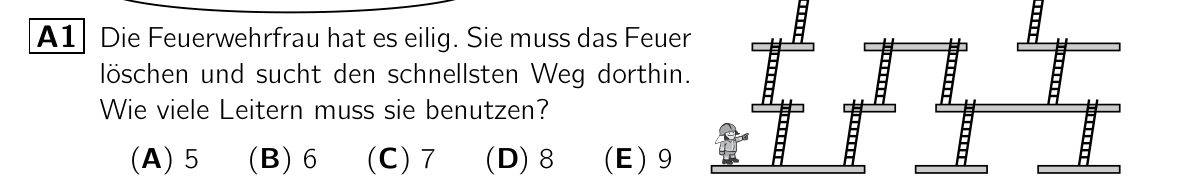 A1 Die Feuerwehrfrau hat es eilig. Sie muss das Feuer
löschen und sucht den schnellsten Weg dorthin.
Wie viele Leitern muss sie benutzen?
(A) 5 (B) 6 (C) 7 (D) 8 (E) 9